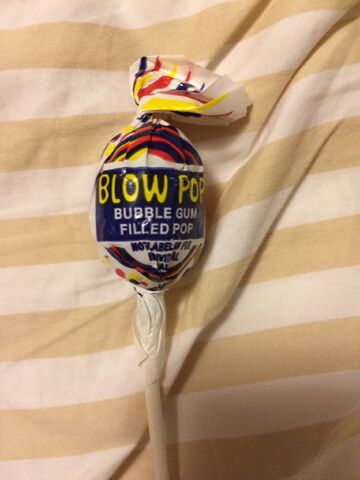 BLOW POP
BUBBLE GUM
FILLED POP
NOT LABELED FOR